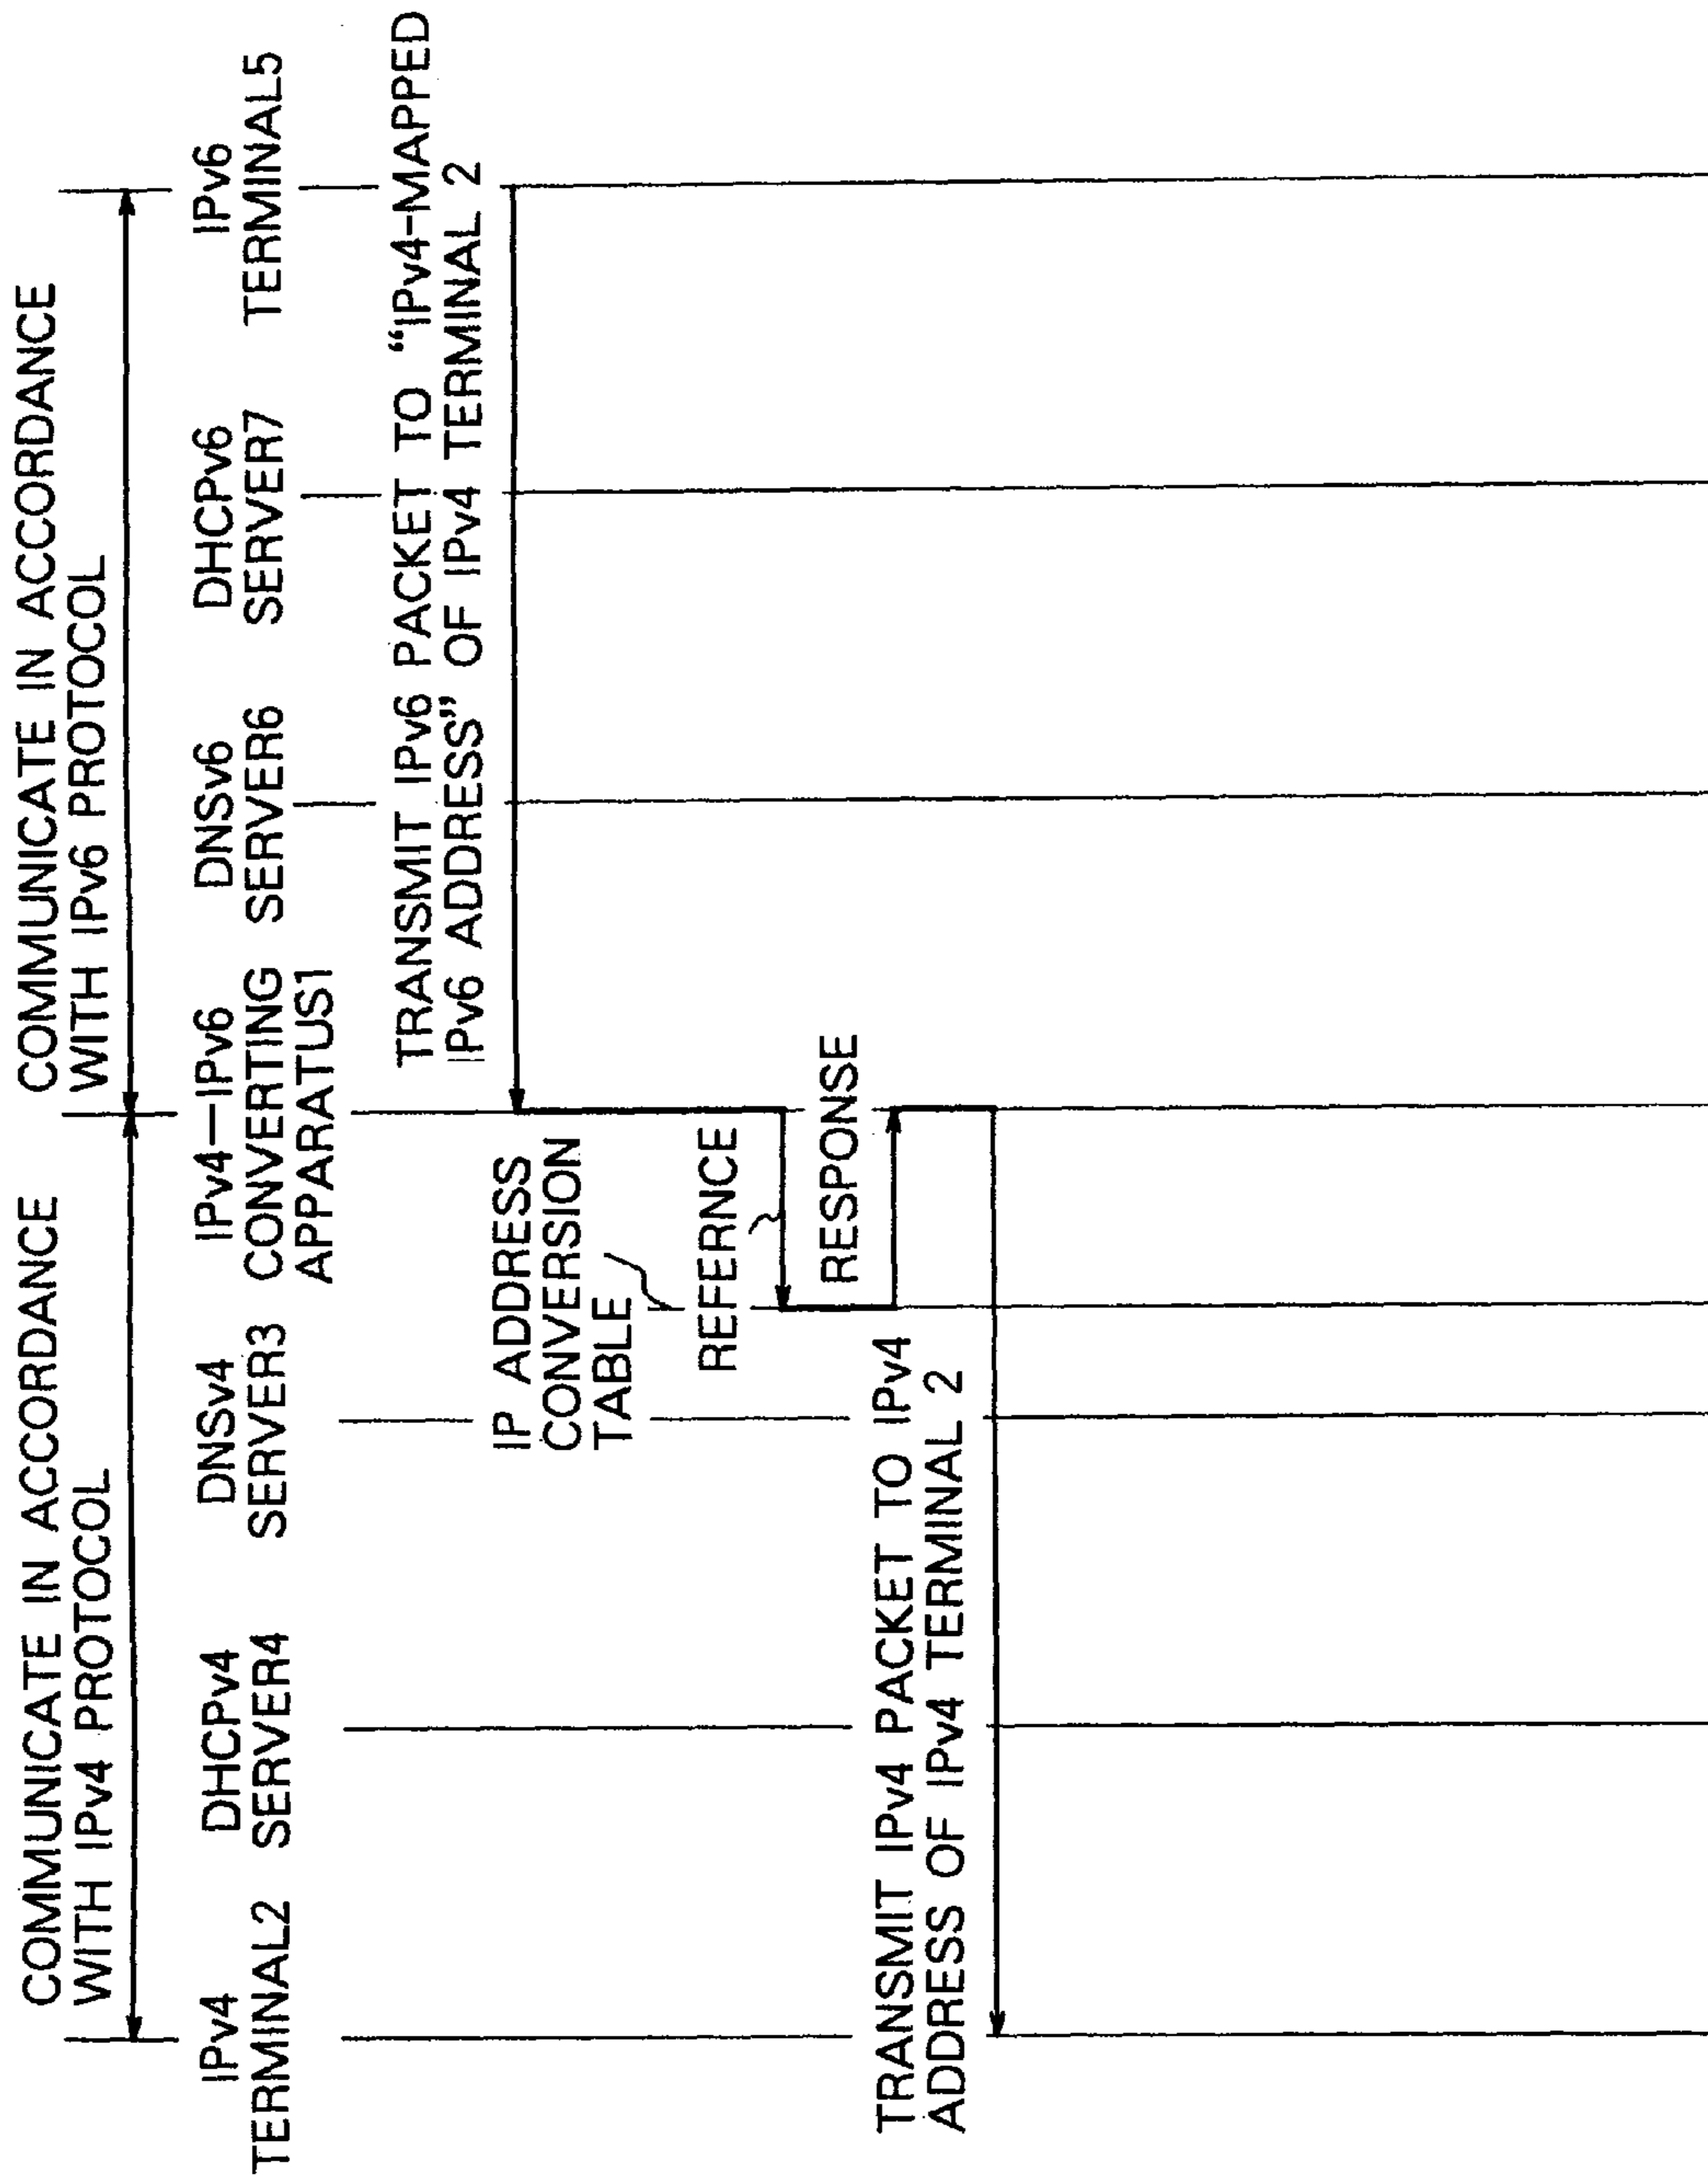 COMMUNICATE IN ACCORDANCE
WITH IPv4 PROTOCOL
COMMUNICATE IN ACCORDANCE
WITH IPv6 PROTOCOL
IPv4
TERMINAL2
DHCPv4
SERVER4
DNSv4
SERVER3
IPv4-IPv6
CONVERTING
APPARATUS1
DNSv6
SERVER6
DHCPv6
SERVER7
IPv6
TERMINAL5
TRANSMIT IPv6 PACKET TO “IPv4-MAPPED
IPv6 ADDRESS” OF IPv4 TERMINAL 2
IP ADDRESS
CONVERSION
TABLE
REFERNCE
RESPONSE
TRANSMIT IPv4 PACKET TO IPv4
ADDRESS OF IPv4 TERMINAL 2